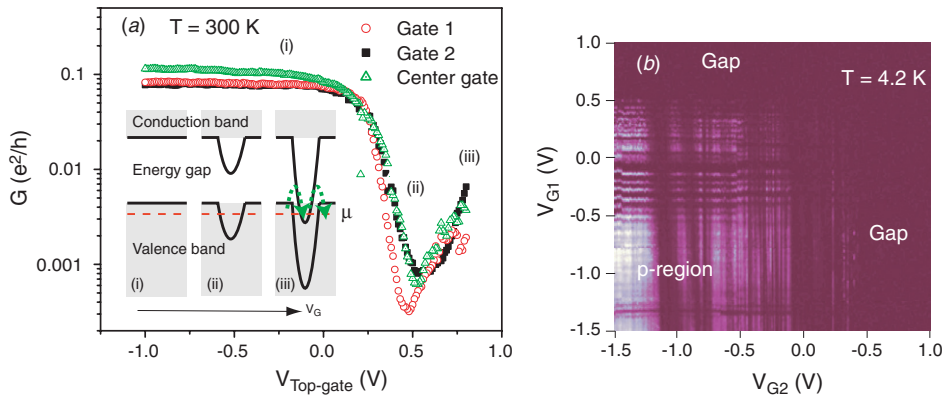 (a) T = 300 K
(i)
Gate 1
Gate 2
Center gate
G (e²/h)
0.1
0.01
0.001
Conduction band
Energy gap
Valence band
μ
(i) (ii) (iii)
V_G
(ii)
(iii)
-1.0 -0.5 0.0 0.5 1.0
V_Top-gate (V)
(b) Gap
T = 4.2 K
V_G1 (V)
1.0
0.5
0.0
-0.5
-1.0
-1.5
Gap
p-region
-1.5 -1.0 -0.5 0.0 0.5 1.0
V_G2 (V)